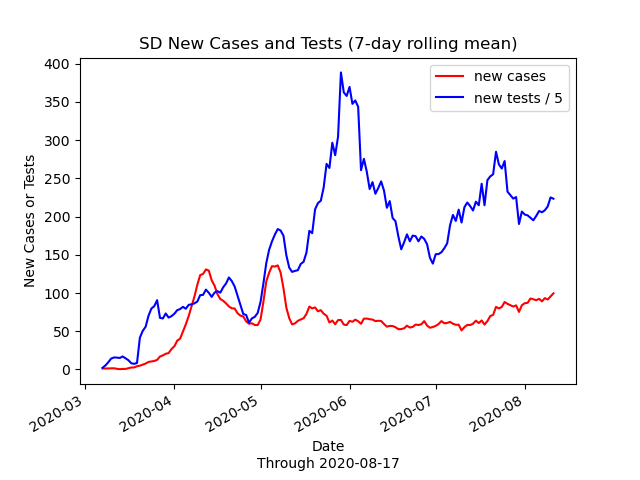 SD New Cases and Tests (7-day rolling mean)
new cases
new tests / 5
New Cases or Tests
400
350
300
250
200
150
100
50
0
2020-03
2020-04
2020-05
2020-06
2020-07
2020-08
Date
Through 2020-08-17